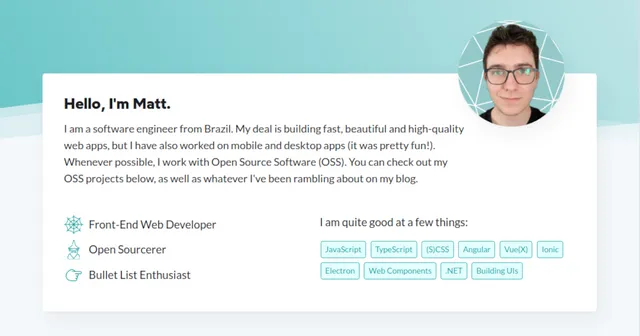 Hello, I'm Matt.
I am a software engineer from Brazil. My deal is building fast, beautiful and high-quality
web apps, but I have also worked on mobile and desktop apps (it was pretty fun!).
Whenever possible, I work with Open Source Software (OSS). You can check out my
OSS projects below, as well as whatever I've been rambling about on my blog.
Front-End Web Developer
Open Sourcerer
Bullet List Enthusiast
I am quite good at a few things:
JavaScript TypeScript (S)CSS Angular Vue(X) Ionic
Electron Web Components .NET Building UIs